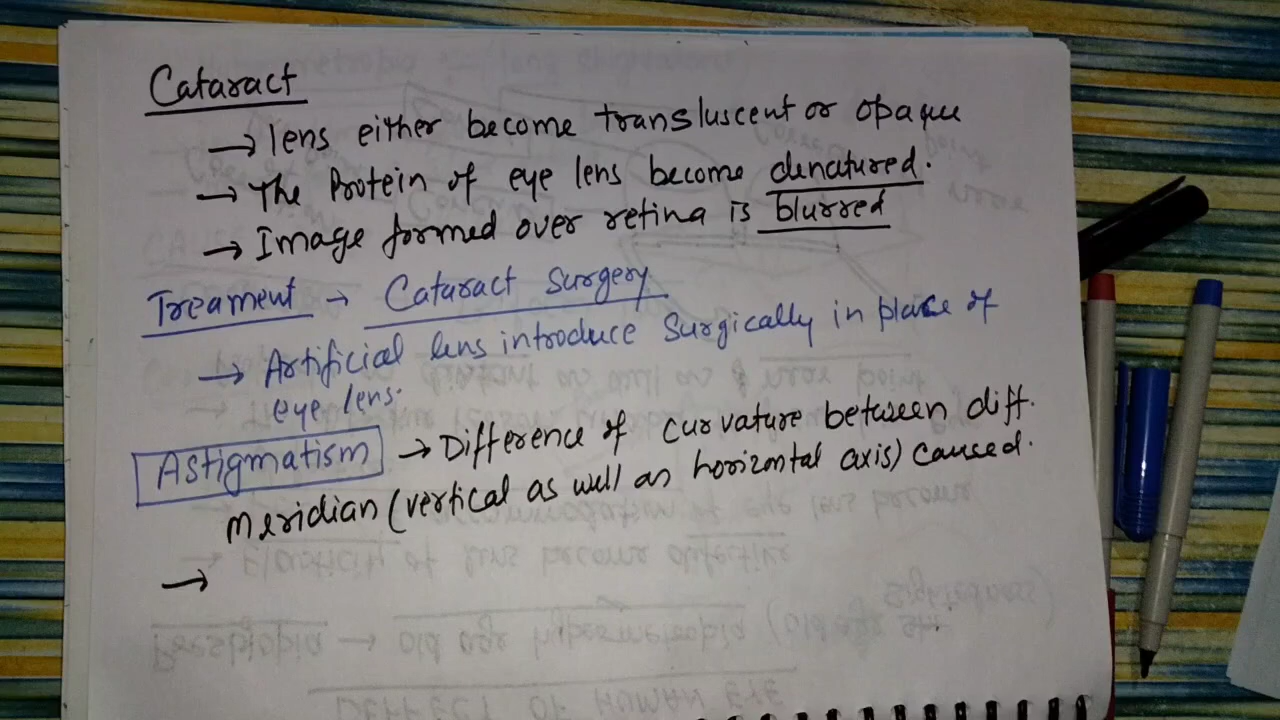 Cataract
→ lens either become transluscent or opaque
→ The Protein of eye lens become denatured.
→ Image formed over retina is blurred
Treament → Cataract Surgery
→ Artificial lens introduce Surgically in place of
eye lens.
Astigmatism → Difference of curvature between diff.
meridian (vertical as well as horizontal axis) caused.
→